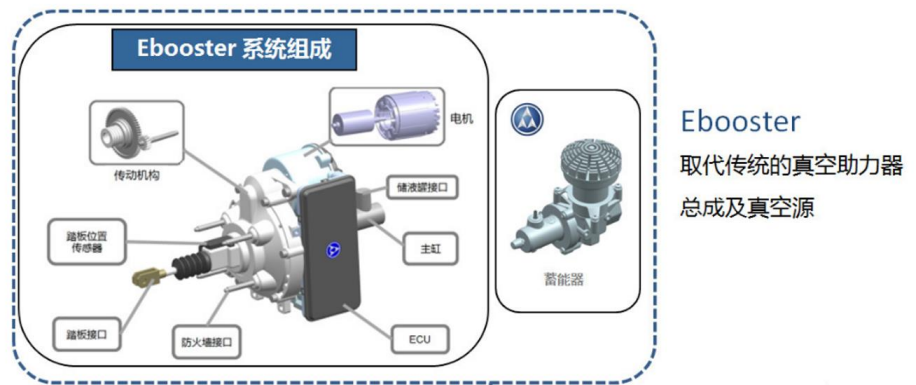 Ebooster 系统组成
电机
传动机构
储液罐接口
踏板位置
传感器
主缸
踏板接口
防火墙接口
ECU
蓄能器
Ebooster
取代传统的真空助力器
总成及真空源